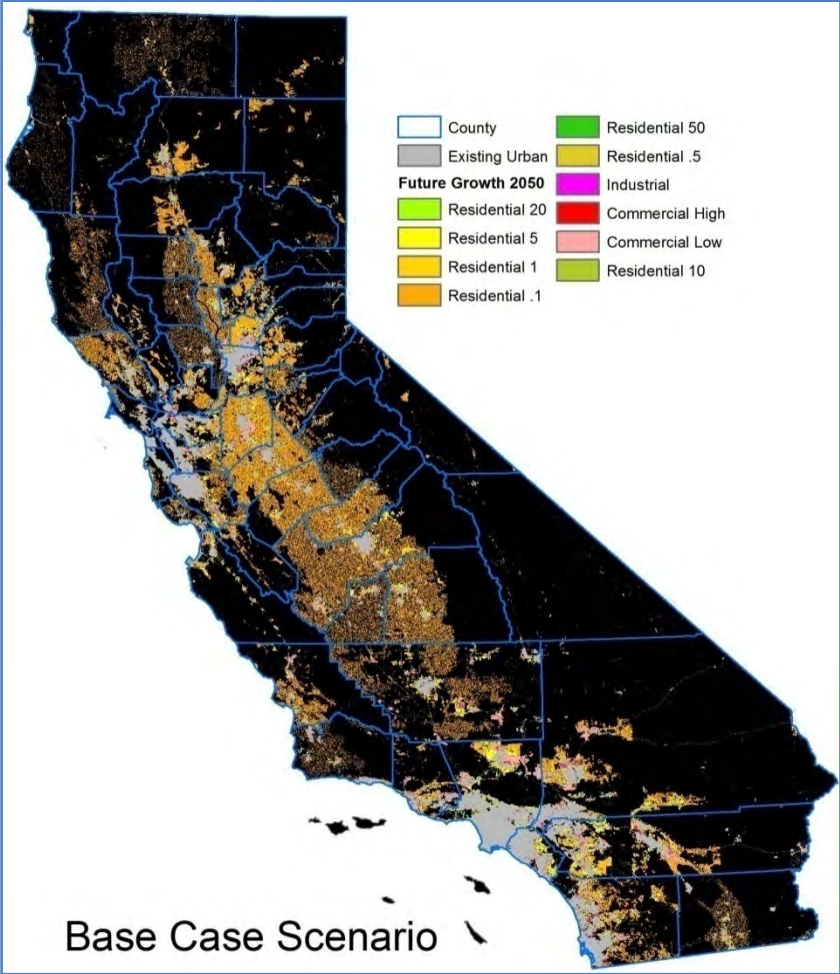 County
Existing Urban
Future Growth 2050
Residential 20
Residential 5
Residential 1
Residential .1
Residential 50
Residential .5
Industrial
Commercial High
Commercial Low
Residential 10
Base Case Scenario